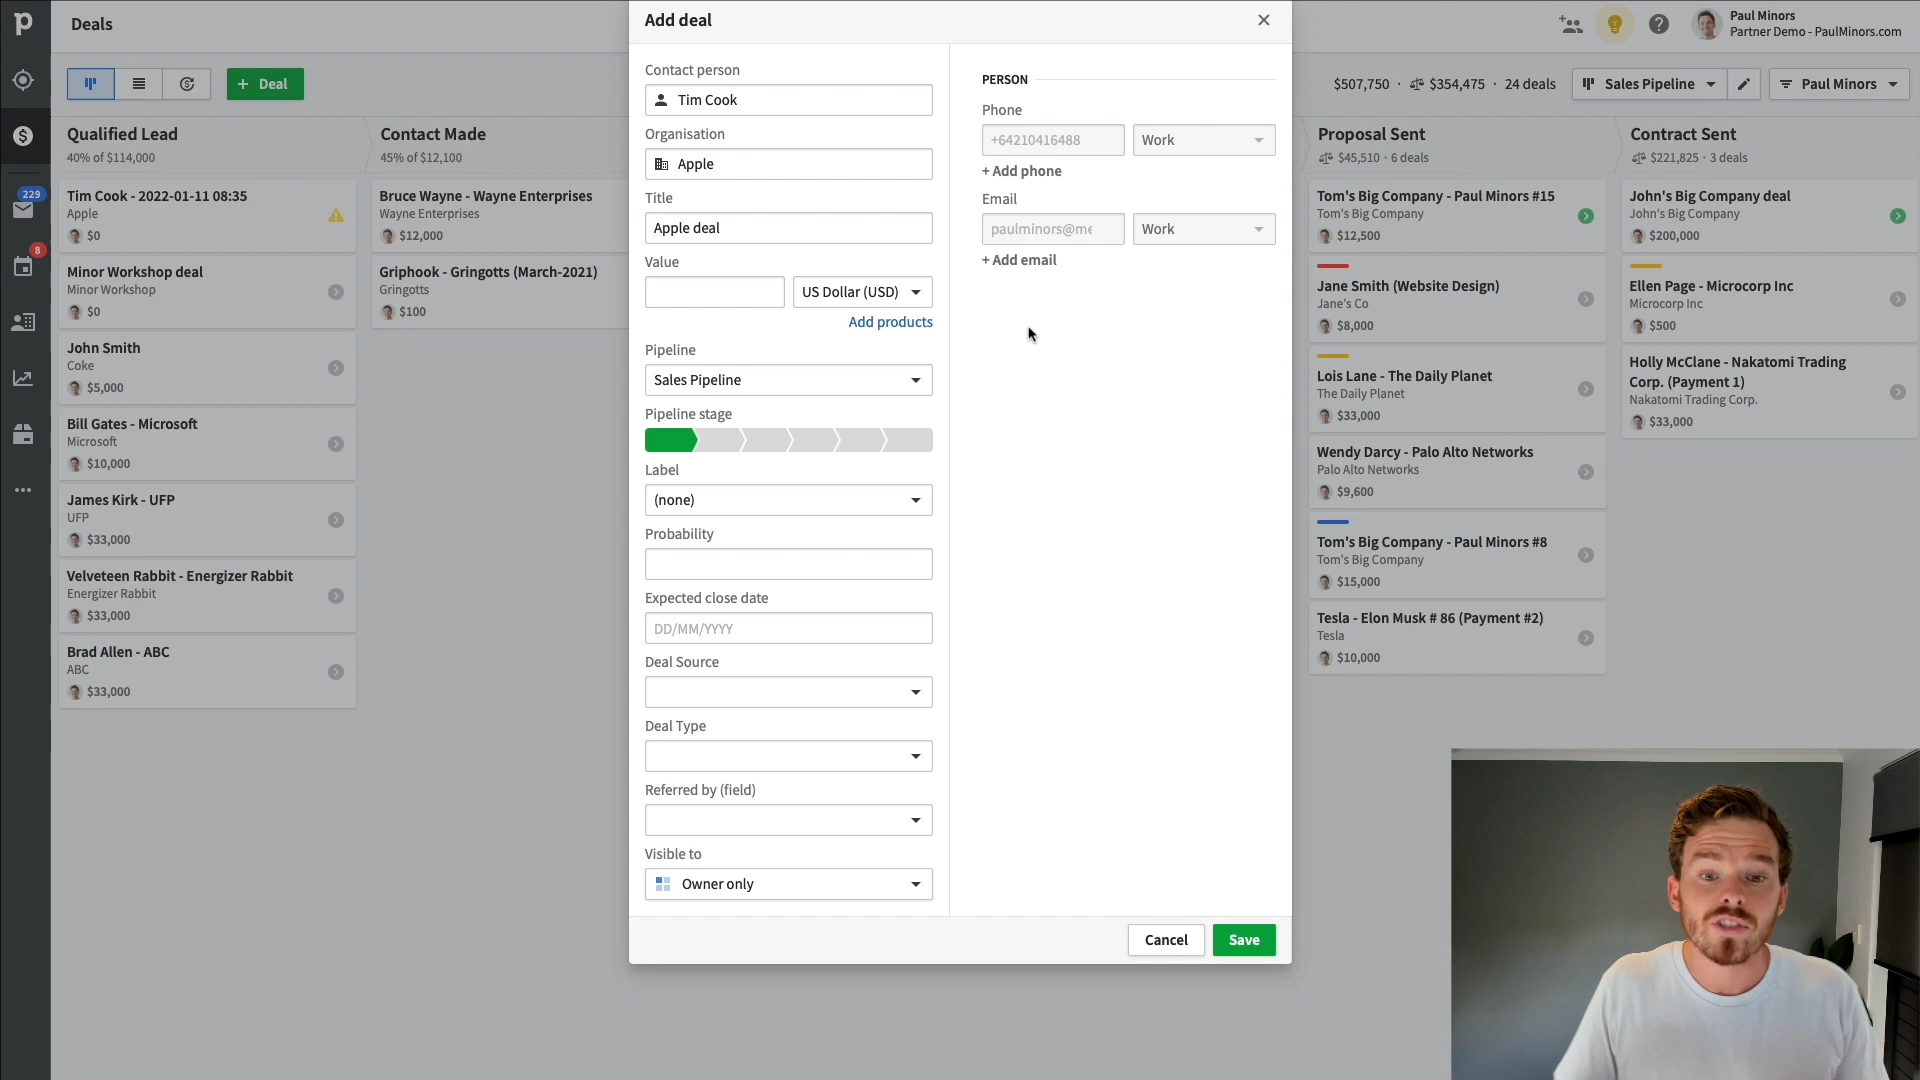 p
Deals
Add deal
Paul Minors
Partner Demo - PaulMinors.com
+ Deal
$507,750 · $354,475 · 24 deals
Sales Pipeline
Paul Minors
229
8
Qualified Lead
40% of $114,000
Tim Cook - 2022-01-11 08:35
Apple
$0
Minor Workshop deal
Minor Workshop
$0
John Smith
Coke
$5,000
Bill Gates - Microsoft
Microsoft
$10,000
James Kirk - UFP
UFP
$33,000
Velveteen Rabbit - Energizer Rabbit
Energizer Rabbit
$33,000
Brad Allen - ABC
ABC
$33,000
Contact Made
45% of $12,100
Bruce Wayne - Wayne Enterprises
Wayne Enterprises
$12,000
Griphook - Gringotts (March-2021)
Gringotts
$100
Contact person
Tim Cook
Organisation
Apple
Title
Apple deal
Value
US Dollar (USD)
Add products
Pipeline
Sales Pipeline
Pipeline stage
Label
(none)
Probability
Expected close date
DD/MM/YYYY
Deal Source
Deal Type
Referred by (field)
Visible to
Owner only
PERSON
Phone
+64210416488
Work
+ Add phone
Email
paulminors@me
Work
+ Add email
Cancel
Save
Proposal Sent
$45,510 · 6 deals
Tom's Big Company - Paul Minors #15
Tom's Big Company
$12,500
Jane Smith (Website Design)
Jane's Co
$8,000
Lois Lane - The Daily Planet
The Daily Planet
$33,000
Wendy Darcy - Palo Alto Networks
Palo Alto Networks
$9,600
Tom's Big Company - Paul Minors #8
Tom's Big Company
$15,000
Tesla - Elon Musk # 86 (Payment #2)
Tesla
$10,000
Contract Sent
$221,825 · 3 deals
John's Big Company deal
John's Big Company
$200,000
Ellen Page - Microcorp Inc
Microcorp Inc
$500
Holly McClane - Nakatomi Trading
Corp. (Payment 1)
Nakatomi Trading Corp.
$33,000